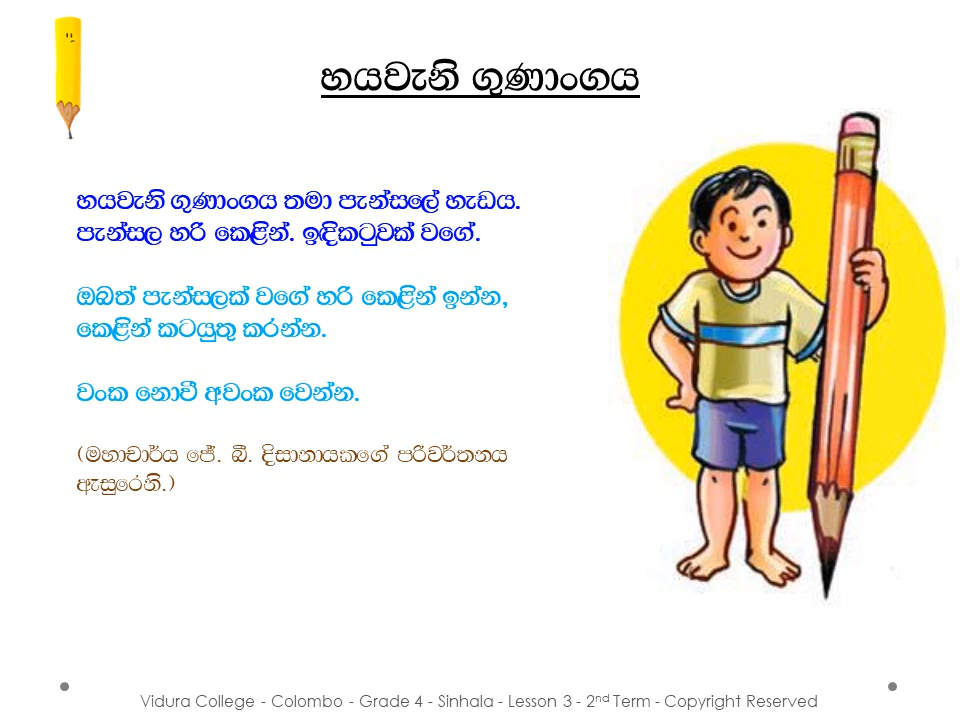 හයවැනි ගුණාංගය
හයවැනි ගුණාංගය තමා පැන්සලේ හැඩය.
පැන්සල හරි කෙළින්. ඉඳිකටුවක් වගේ.
ඔබත් පැන්සලක් වගේ හරි කෙළින් ඉන්න,
කෙළින් කටයුතු කරන්න.
වංක නොවී අවංක වෙන්න.
(මහාචාර්ය ජේ. බී. දිසානායකගේ පරිවර්තනය
ඇසුරෙනි.)
Vidura College - Colombo - Grade 4 - Sinhala - Lesson 3 - 2nd Term - Copyright Reserved